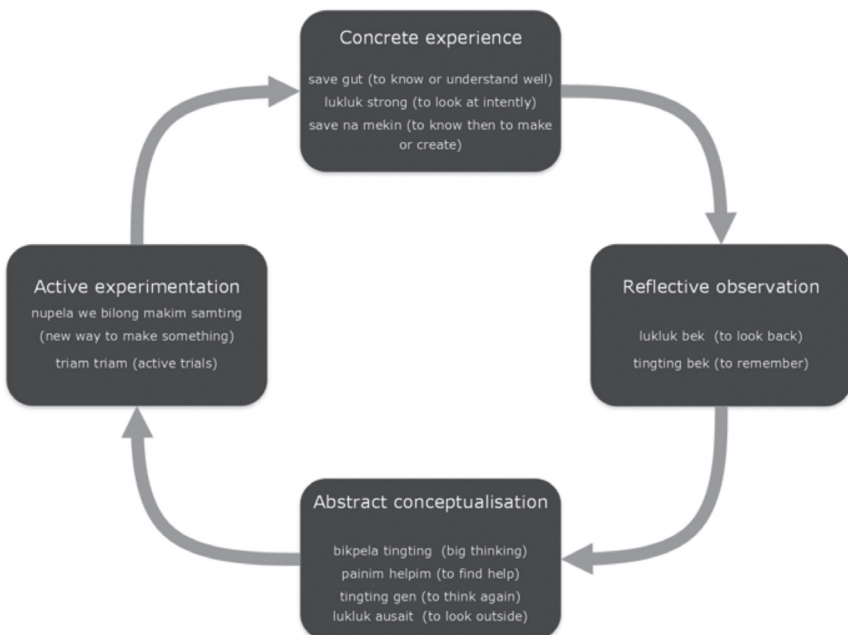 Concrete experience
save gut (to know or understand well)
lukluk strong (to look at intently)
save na mekin (to know then to make
or create)
Active experimentation
nupela we bilong makim samting
(new way to make something)
triam triam (active trials)
Reflective observation
lukluk bek (to look back)
tingting bek (to remember)
Abstract conceptualisation
bikpela tingting (big thinking)
painim helpim (to find help)
tingting gen (to think again)
lukluk ausait (to look outside)